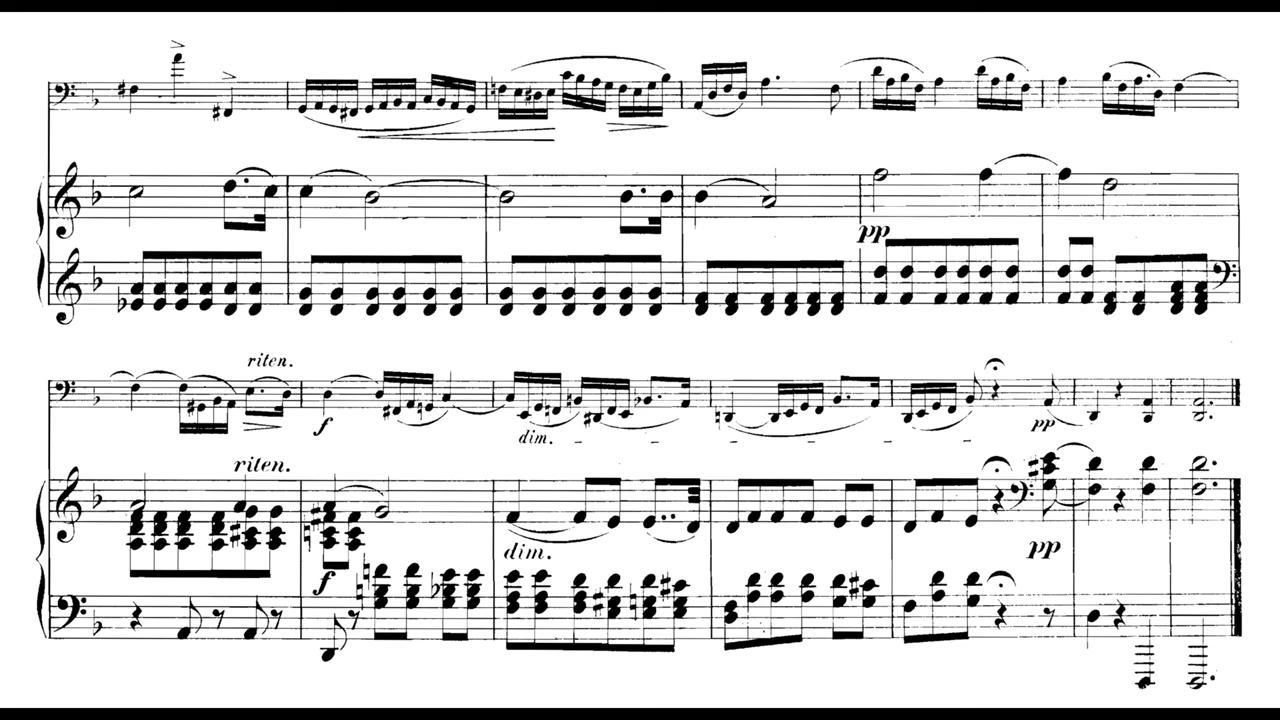 pp
riten.
f
dim.
pp
riten.
f
dim.
pp